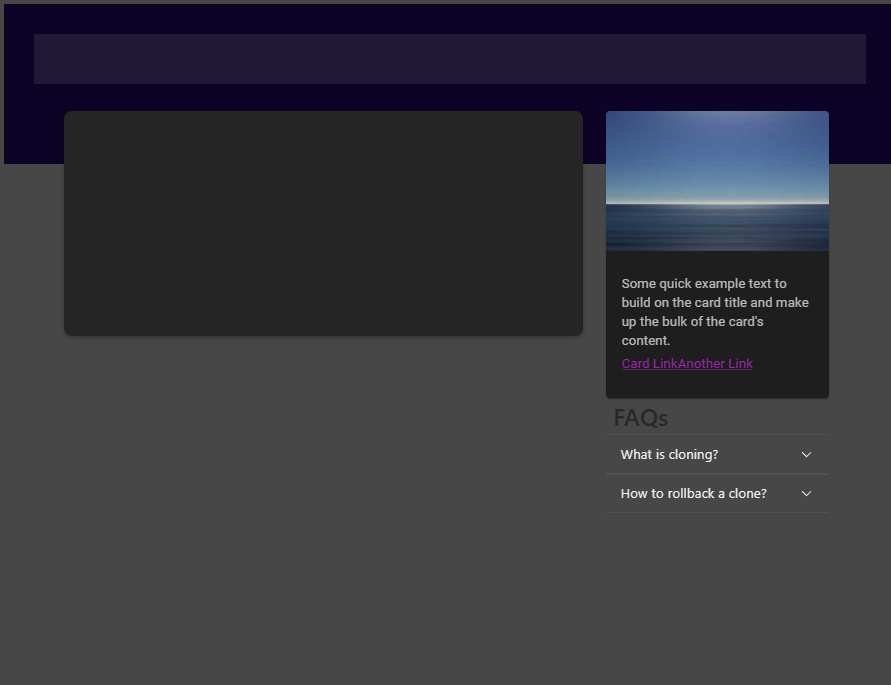 Some quick example text to
build on the card title and make
up the bulk of the card's
content.
Card LinkAnother Link
FAQs
What is cloning?
How to rollback a clone?